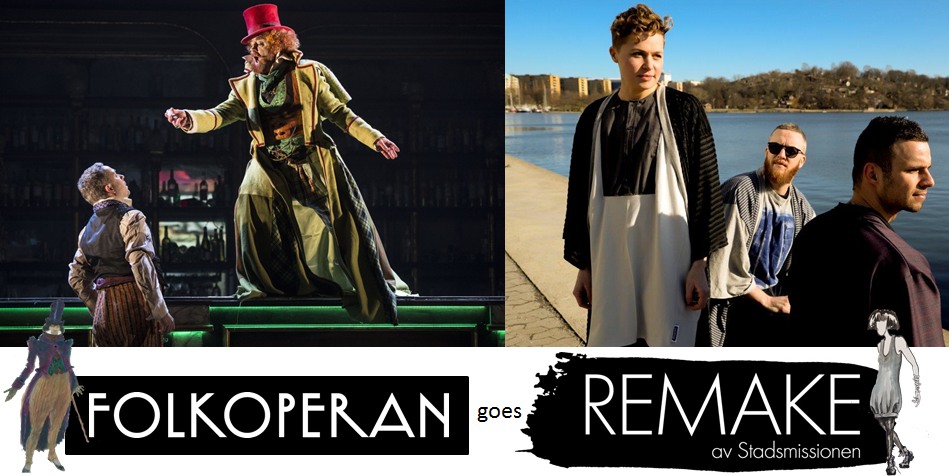 FOLKOPERAN
goes
REMAKE
av Stadsmissionen